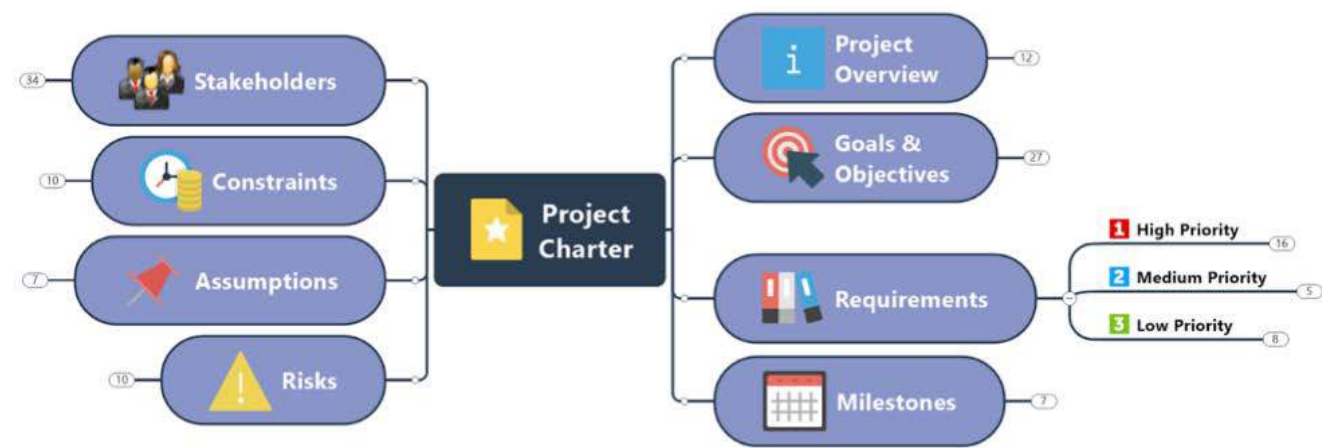 Project
Charter
Stakeholders
34
Constraints
10
Assumptions
7
Risks
10
i
Project
Overview
12
Goals &
Objectives
27
Requirements
1 High Priority
16
2 Medium Priority
5
3 Low Priority
8
Milestones
7